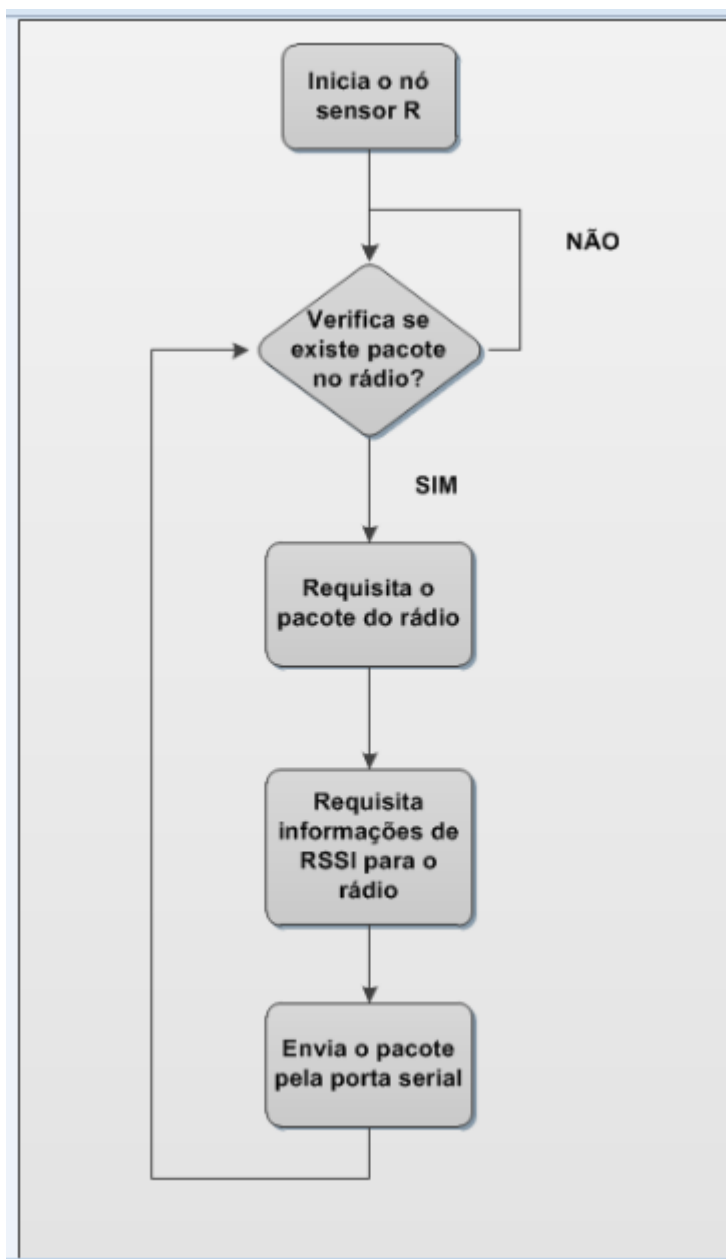 Inicia o nó
sensor R
NÃO
Verifica se
existe pacote
no rádio?
SIM
Requisita o
pacote do rádio
Requisita
informações de
RSSI para o
rádio
Envia o pacote
pela porta serial